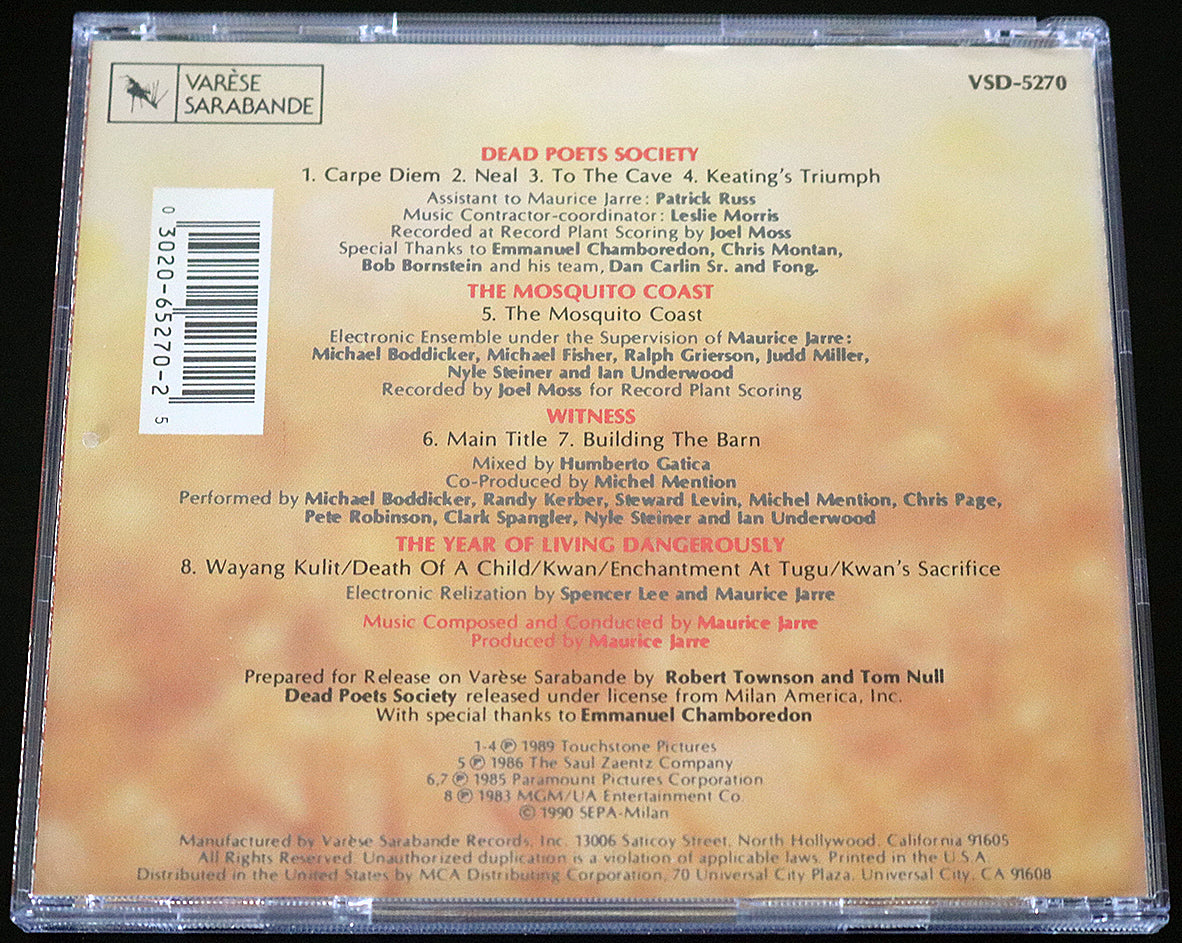 VARÈSE
SARABANDE
VSD-5270
DEAD POETS SOCIETY
1. Carpe Diem 2. Neal 3. To The Cave 4. Keating's Triumph
Assistant to Maurice Jarre: Patrick Russ
Music Contractor-coordinator: Leslie Morris
Recorded at Record Plant Scoring by Joel Moss
Special Thanks to Emmanuel Chamboredon, Chris Montan,
Bob Bornstein and his team, Dan Carlin Sr. and Fong.
0 3020-65270-2 5
THE MOSQUITO COAST
5. The Mosquito Coast
Electronic Ensemble under the Supervision of Maurice Jarre:
Michael Boddicker, Michael Fisher, Ralph Grierson, Judd Miller,
Nyle Steiner and Ian Underwood
Recorded by Joel Moss for Record Plant Scoring
WITNESS
6. Main Title 7. Building The Barn
Mixed by Humberto Gatica
Co-Produced by Michel Mention
Performed by Michael Boddicker, Randy Kerber, Steward Levin, Michel Mention, Chris Page,
Pete Robinson, Clark Spangler, Nyle Steiner and Ian Underwood
THE YEAR OF LIVING DANGEROUSLY
8. Wayang Kulit/Death Of A Child/Kwan/Enchantment At Tugu/Kwan's Sacrifice
Electronic Relization by Spencer Lee and Maurice Jarre
Music Composed and Conducted by Maurice Jarre
Produced by Maurice Jarre
Prepared for Release on Varèse Sarabande by Robert Townson and Tom Null
Dead Poets Society released under license from Milan America, Inc.
With special thanks to Emmanuel Chamboredon
1-4 ℗ 1989 Touchstone Pictures
5 ℗ 1986 The Saul Zaentz Company
6,7 ℗ 1985 Paramount Pictures Corporation
8 ℗ 1983 MGM/UA Entertainment Co.
© 1990 SEPA-Milan
Manufactured by Varèse Sarabande Records, Inc. 13006 Saticoy Street, North Hollywood, California 91605
All Rights Reserved. Unauthorized duplication is a violation of applicable laws. Printed in the U.S.A.
Distributed in the United States by MCA Distributing Corporation, 70 Universal City Plaza, Universal City, CA 91608